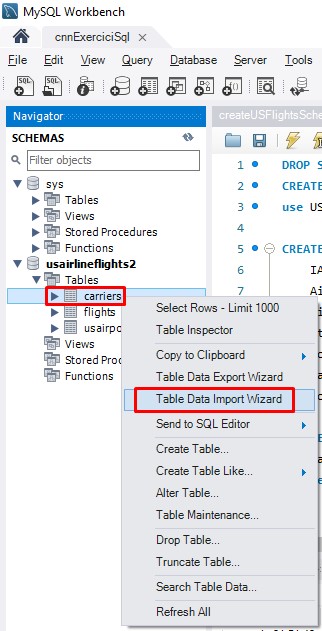 MySQL Workbench
cnnExerciciSql
File Edit View Query Database Server Tools
Navigator
SCHEMAS
createUSFlightsSche
Filter objects
sys
Tables
Views
Stored Procedures
Functions
usairlineflights2
Tables
carriers
flights
usairpo
Views
Stored Proc
Functions
1 DROP S
2 CREATE
3 use US
4
5 CREATE
6 IA
7 Ai
Select Rows - Limit 1000
Table Inspector
Copy to Clipboard
Table Data Export Wizard
Table Data Import Wizard
Send to SQL Editor
Create Table...
Create Table Like...
Alter Table...
Table Maintenance...
Drop Table...
Truncate Table...
Search Table Data...
Refresh All